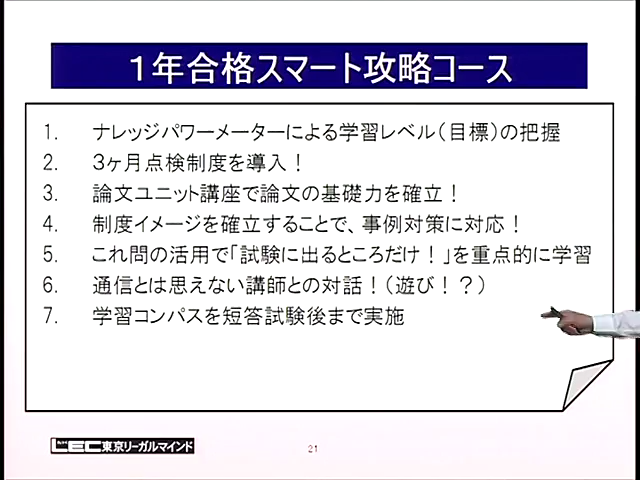 1年合格スマート攻略コース
1. ナレッジパワーメーターによる学習レベル(目標)の把握
2. 3ヶ月点検制度を導入!
3. 論文ユニット講座で論文の基礎力を確立!
4. 制度イメージを確立することで、事例対策に対応!
5. これ問の活用で「試験に出るところだけ!」を重点的に学習
6. 通信とは思えない講師との対話!(遊び!?)
7. 学習コンパスを短答試験後まで実施
LEC東京リーガルマインド
21